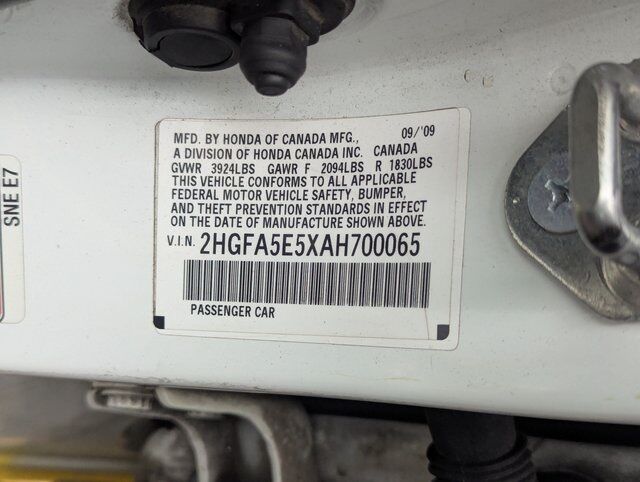 MFD. BY HONDA OF CANADA MFG., 09/'09
A DIVISION OF HONDA CANADA INC. CANADA
GVWR 3924LBS GAWR F 2094LBS R 1830LBS
THIS VEHICLE CONFORMS TO ALL APPLICABLE
FEDERAL MOTOR VEHICLE SAFETY, BUMPER,
AND THEFT PREVENTION STANDARDS IN EFFECT
ON THE DATE OF MANUFACTURE SHOWN ABOVE.
V.I.N. 2HGFA5E5XAH700065
PASSENGER CAR
SNE E7